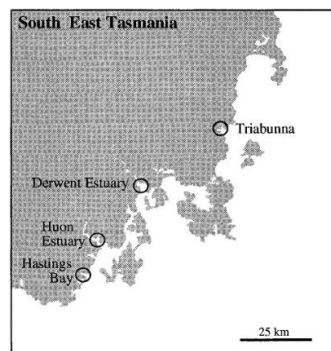 South East Tasmania
Triabunna
Derwent Estuary
Huon
Estuary
Hastings
Bay
25 km